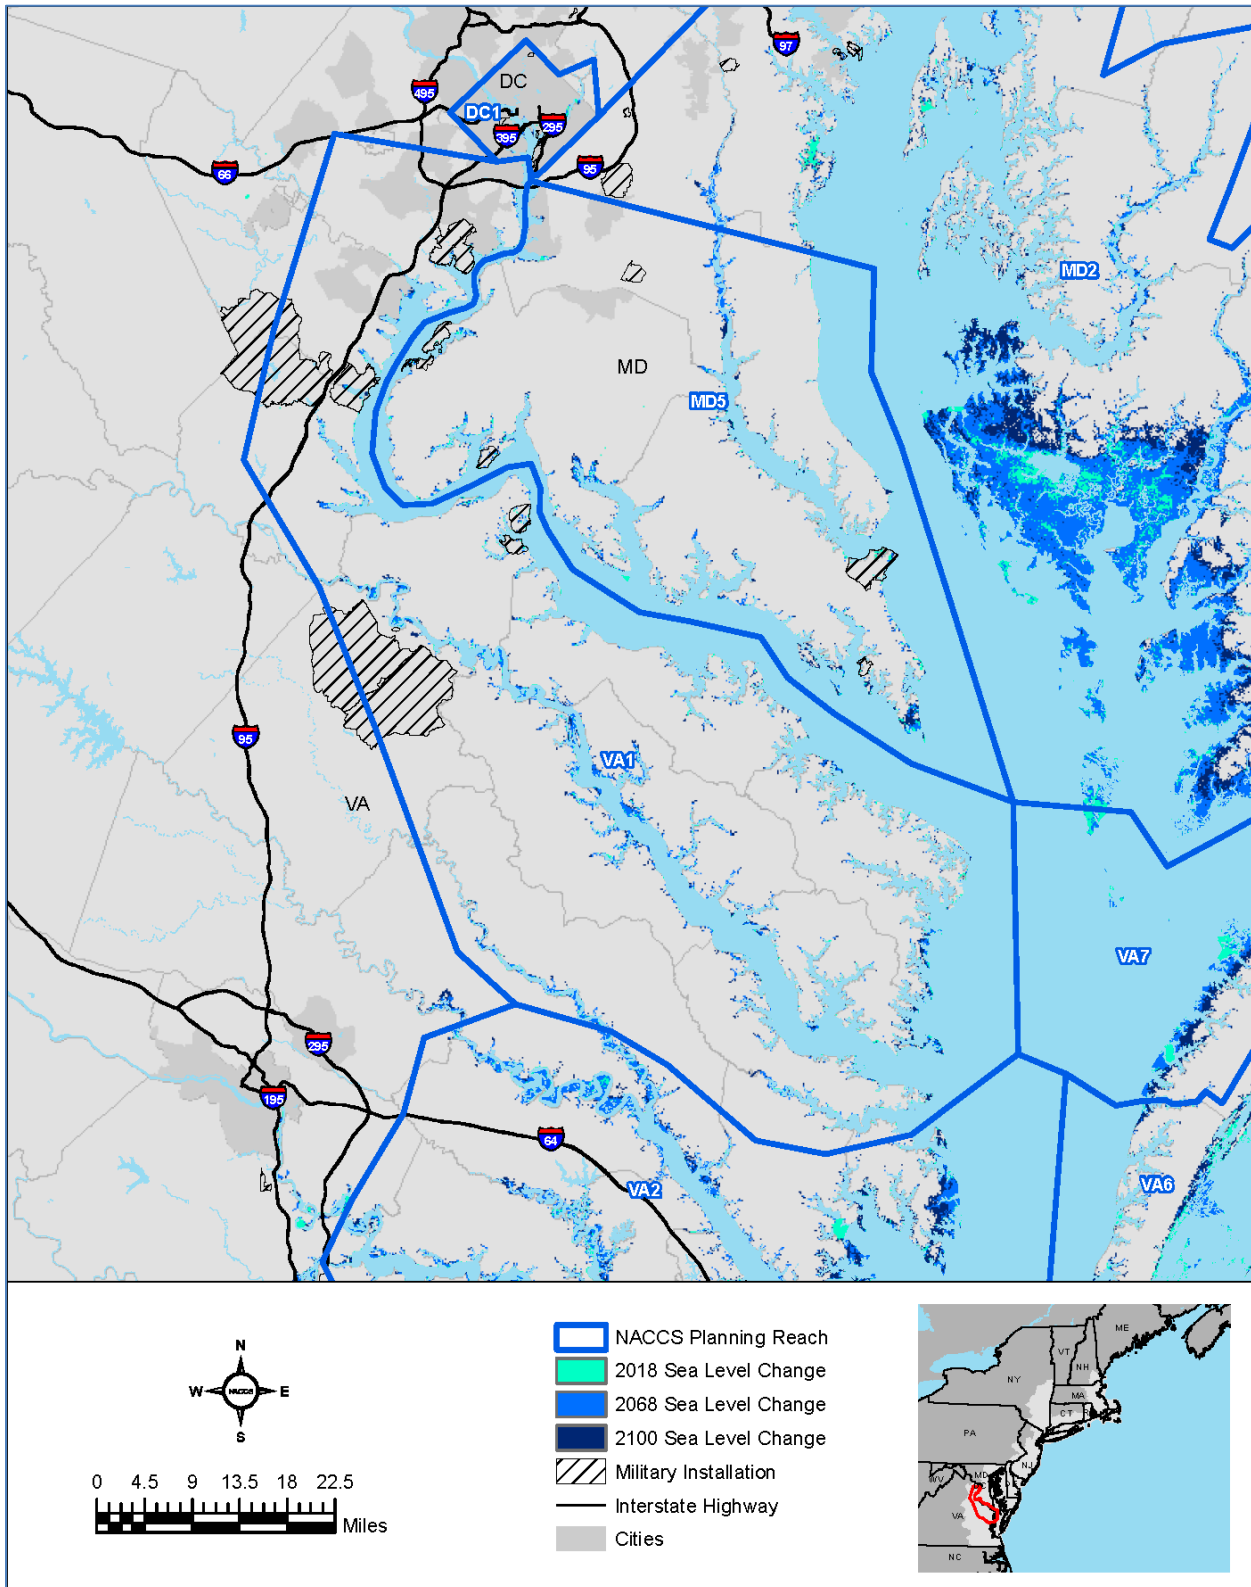 97
495
DC
DC1
295
395
66
95
MD2
MD
MD5
VA1
95
VA
VA7
295
195
64
VA2
VA6
N
W NACCS E
S
0 4.5 9 13.5 18 22.5
Miles
NACCS Planning Reach
2018 Sea Level Change
2068 Sea Level Change
2100 Sea Level Change
Military Installation
Interstate Highway
Cities
ME
VT
NH
NY
MA
CT
PA
NJ
MD
WV
VA
NC